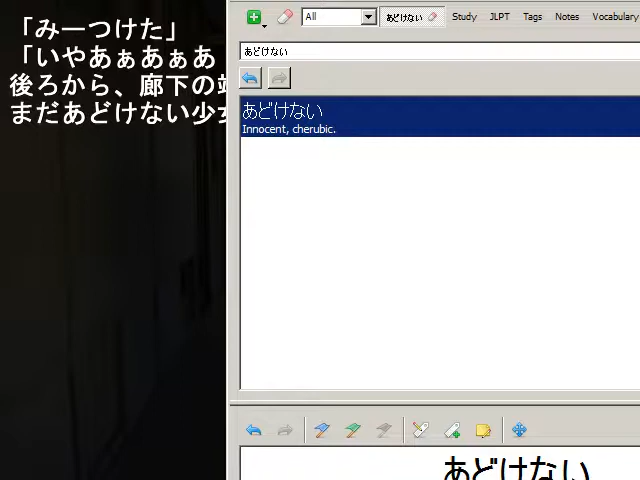 「みーつけた」
「いやあぁあぁあ
後ろから、廊下の
まだあどけない少女
All
あどけない
Study
JLPT
Tags
Notes
Vocabulary
あどけない
あどけない
Innocent, cherubic.
あどけない